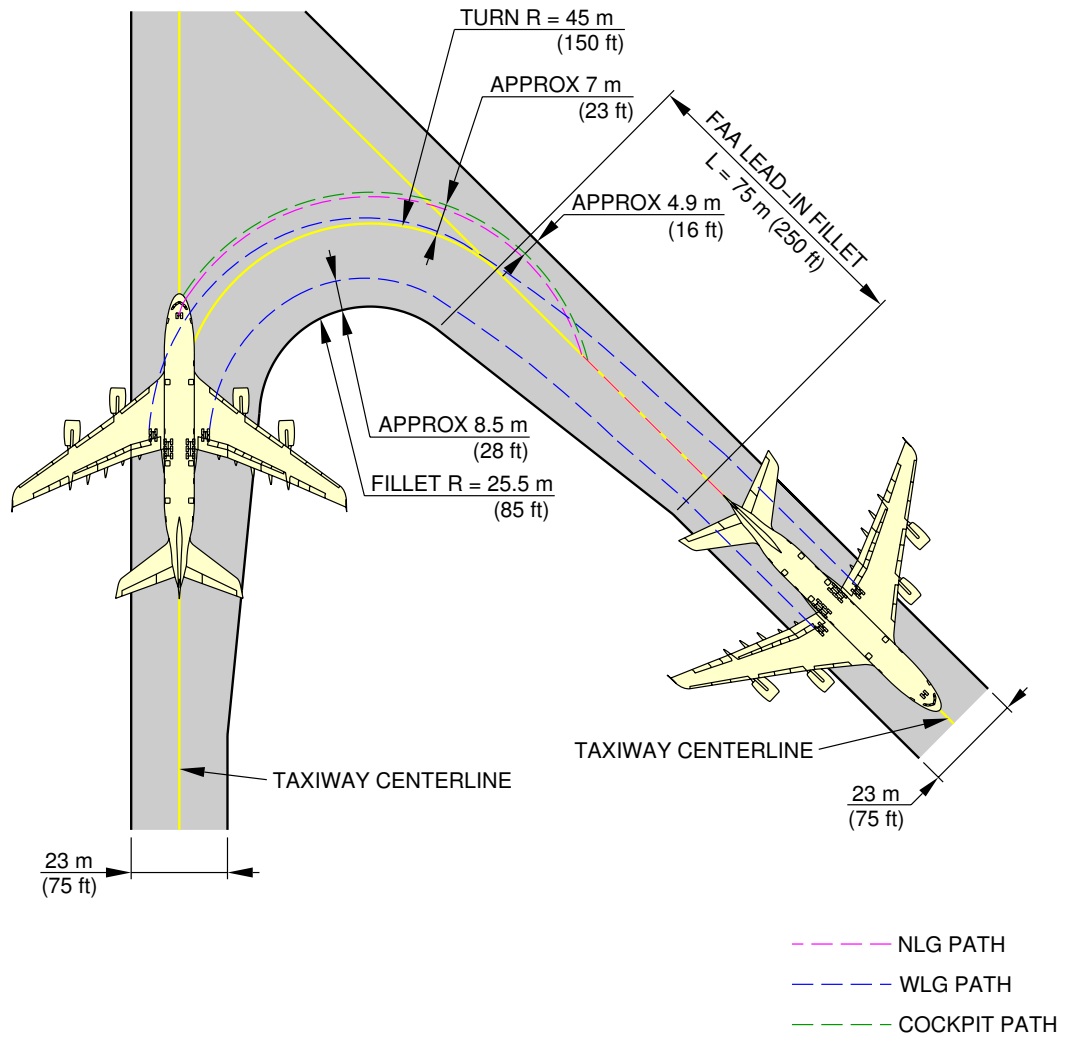 TURN R = 45 m
(150 ft)
APPROX 7 m
(23 ft)
FAA LEAD–IN FILLET
L = 75 m (250 ft)
APPROX 4.9 m
(16 ft)
APPROX 8.5 m
(28 ft)
FILLET R = 25.5 m
(85 ft)
TAXIWAY CENTERLINE
TAXIWAY CENTERLINE
23 m
(75 ft)
23 m
(75 ft)
NLG PATH
WLG PATH
COCKPIT PATH